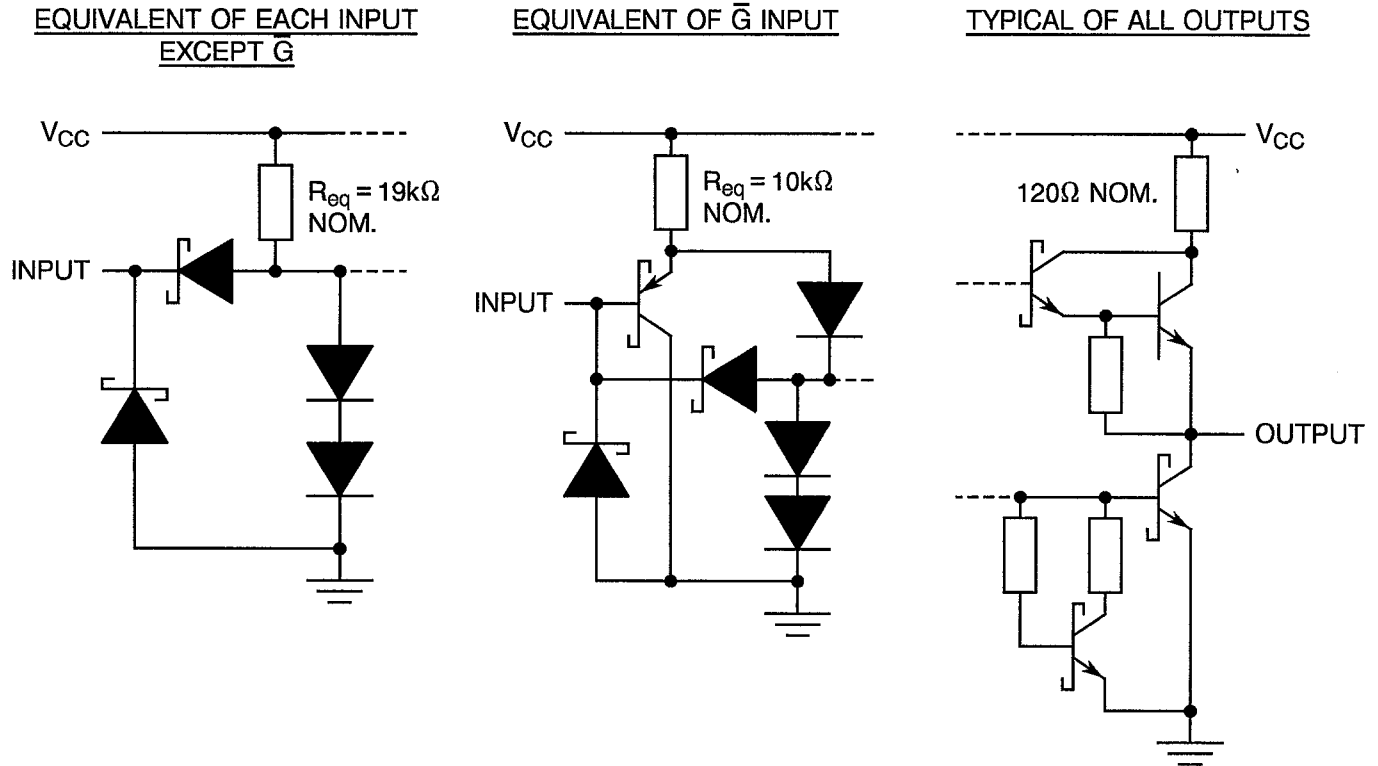 EQUIVALENT OF EACH INPUT
EXCEPT G̅
VCC
Req = 19kΩ
NOM.
INPUT
EQUIVALENT OF G̅ INPUT
VCC
Req = 10kΩ
NOM.
INPUT
TYPICAL OF ALL OUTPUTS
VCC
120Ω NOM.
OUTPUT